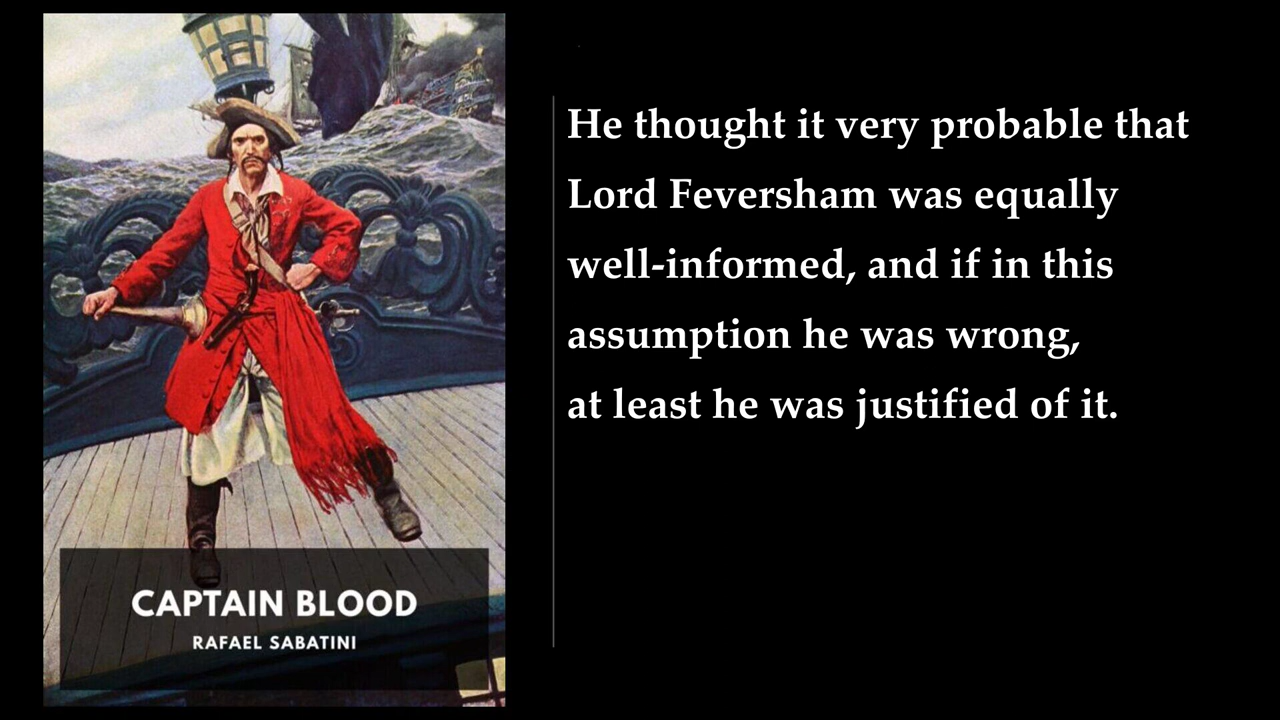 He thought it very probable that
Lord Feversham was equally
well-informed, and if in this
assumption he was wrong,
at least he was justified of it.
CAPTAIN BLOOD
RAFAEL SABATINI